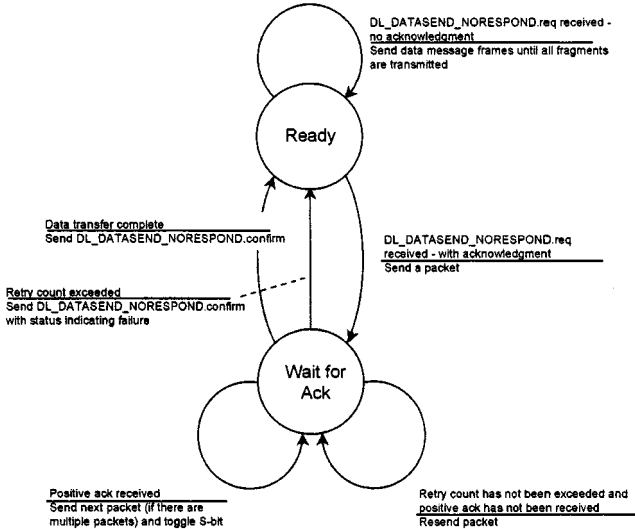 DL_DATASEND_NORESPOND.req received -
no acknowledgment
Send data message frames until all fragments
are transmitted
Ready
Data transfer complete
Send DL_DATASEND_NORESPOND.confirm
DL_DATASEND_NORESPOND.req
received - with acknowledgment
Send a packet
Retry count exceeded
Send DL_DATASEND_NORESPOND.confirm
with status indicating failure
Wait for
Ack
Positive ack received
Send next packet (if there are
multiple packets) and toggle S-bit
Retry count has not been exceeded and
positive ack has not been received
Resend packet